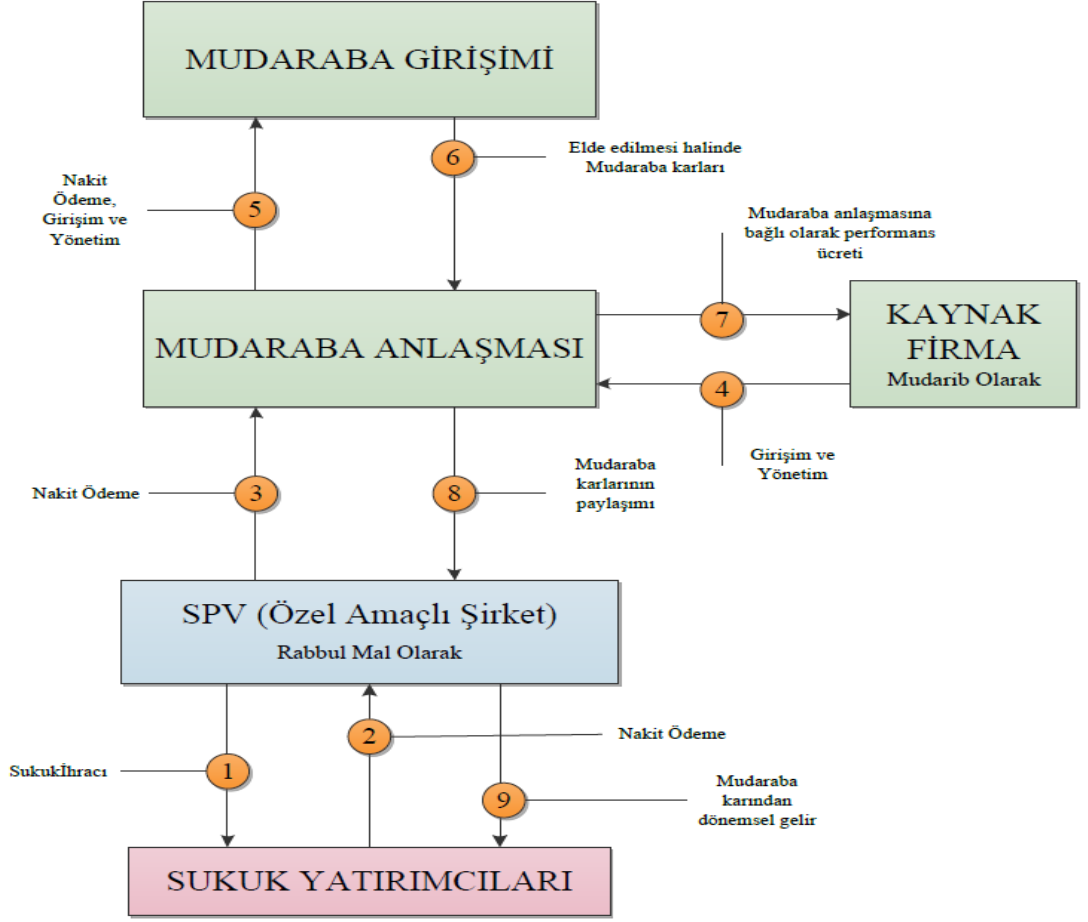 MUDARABA GİRİŞİMİ
6
Elde edilmesi halinde
Mudaraba karları
Nakit
Ödeme,
Girişim ve
Yönetim
5
Mudaraba anlaşmasına
bağlı olarak performans
ücreti
7
MUDARABA ANLAŞMASI
KAYNAK
FİRMA
Mudarib Olarak
4
Girişim ve
Yönetim
Nakit Ödeme
3
8
Mudaraba
karlarının
paylaşımı
SPV (Özel Amaçlı Şirket)
Rabbul Mal Olarak
2
Nakit Ödeme
Sukukİhracı
1
9
Mudaraba
karından
dönemsel gelir
SUKUK YATIRIMCILARI